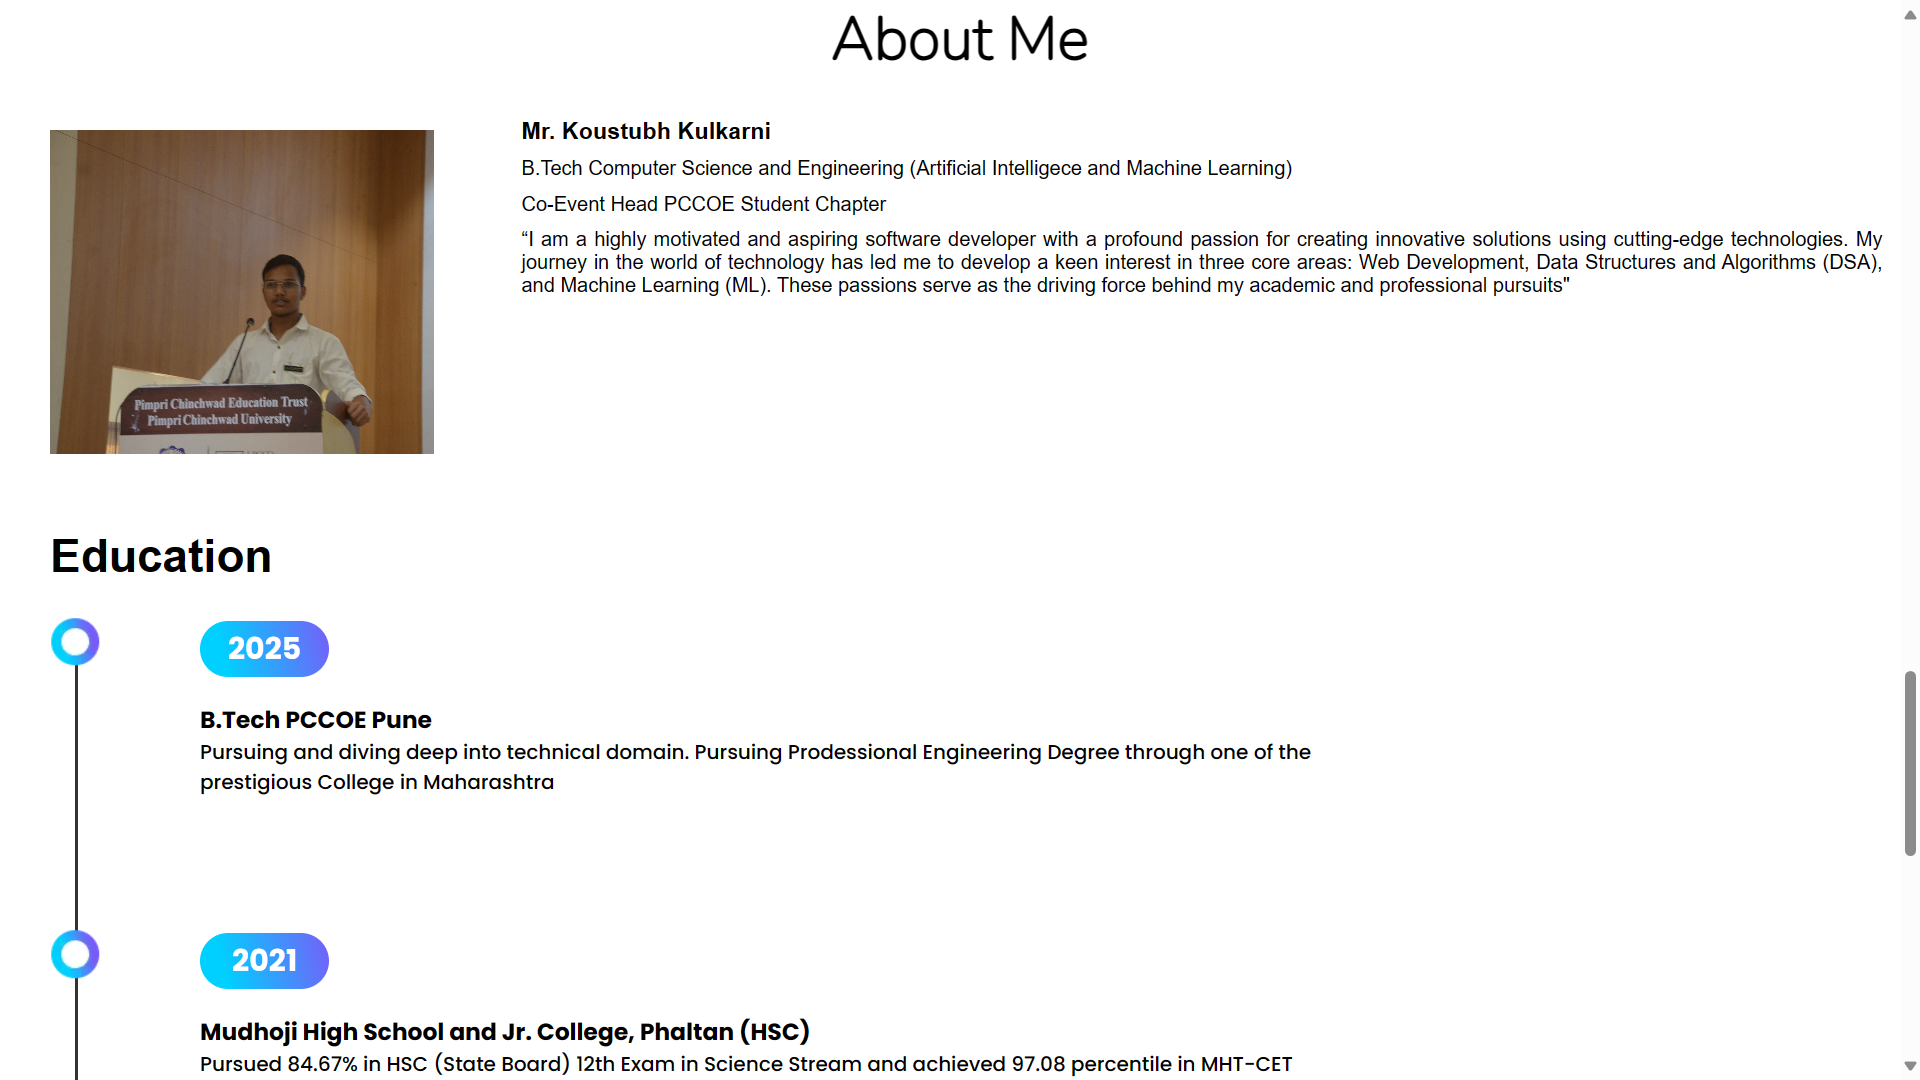 About Me
Mr. Koustubh Kulkarni
B.Tech Computer Science and Engineering (Artificial Intelligece and Machine Learning)
Co-Event Head PCCOE Student Chapter
“I am a highly motivated and aspiring software developer with a profound passion for creating innovative solutions using cutting-edge technologies. My
journey in the world of technology has led me to develop a keen interest in three core areas: Web Development, Data Structures and Algorithms (DSA),
and Machine Learning (ML). These passions serve as the driving force behind my academic and professional pursuits"
Pimpri Chinchwad Education Trust
Pimpri Chinchwad University
Education
2025
B.Tech PCCOE Pune
Pursuing and diving deep into technical domain. Pursuing Prodessional Engineering Degree through one of the
prestigious College in Maharashtra
2021
Mudhoji High School and Jr. College, Phaltan (HSC)
Pursued 84.67% in HSC (State Board) 12th Exam in Science Stream and achieved 97.08 percentile in MHT-CET